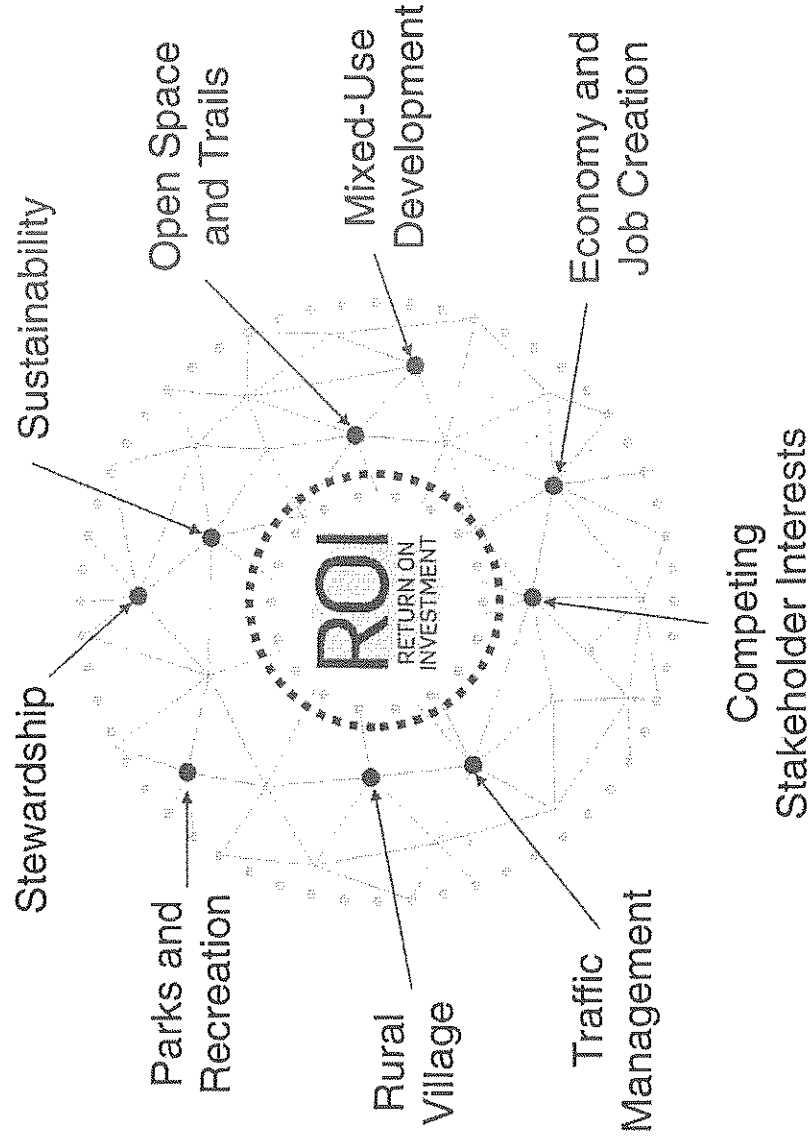 Stewardship
Sustainability
Parks and
Recreation
Open Space
and Trails
Rural
Village
ROI
RETURN ON
INVESTMENT
Mixed-Use
Development
Traffic
Management
Economy and
Job Creation
Competing
Stakeholder Interests